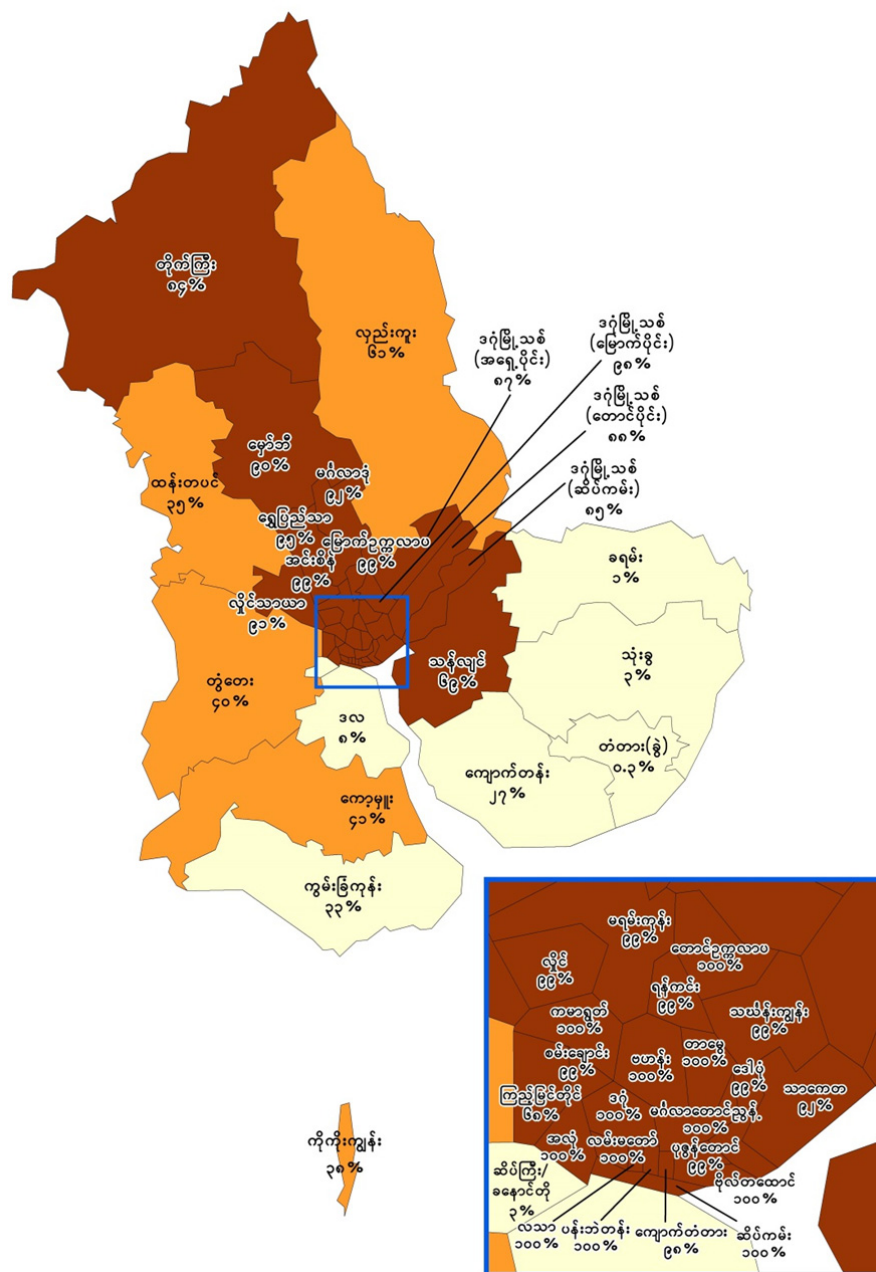 တိုက်ကြီး
၈၄%
လှည်းကူး
၆၁%
ဒဂုံမြို့သစ်
(အရှေ့ပိုင်း)
၈၇%
ဒဂုံမြို့သစ်
(မြောက်ပိုင်း)
၉၈%
ဒဂုံမြို့သစ်
(တောင်ပိုင်း)
၈၈%
ဒဂုံမြို့သစ်
(ဆိပ်ကမ်း)
၈၅%
မှော်ဘီ
၉၀%
မင်္ဂလာဒုံ
၉၂%
ထန်းတပင်
၃၅%
ရွှေပြည်သာ
၉၅%
မြောက်ဥက္ကလာပ
၉၉%
အင်းစိန်
၉၉%
လှိုင်သာယာ
၉၁%
ခရမ်း
၁%
သုံးခွ
၃%
သန်လျင်
၆၉%
တွံတေး
၄၀%
ဒလ
၈%
တံတား(ခွဲ)
၀.၃%
ကျောက်တန်း
၂၇%
ကော့မှူး
၄၁%
ကွမ်းခြံကုန်း
၃၃%
ကိုကိုးကျွန်း
၃၈%
မရမ်းကုန်း
၉၉%
တောင်ဥက္ကလာပ
၁၀၀%
လှိုင်
၉၉%
ရန်ကင်း
၉၉%
ကမာရွတ်
၁၀၀%
သင်္ဃန်းကျွန်း
၉၉%
စမ်းချောင်း
၉၉%
ဗဟန်း
၁၀၀%
တာမွေ
၁၀၀%
ဒေါပုံ
၉၉%
သာကေတ
၉၂%
ကြည့်မြင်တိုင်
၆၈%
ဒဂုံ
၁၀၀%
မင်္ဂလာတောင်ညွန့်
၁၀၀%
အလုံ
၁၀၀%
လမ်းမတော်
၁၀၀%
ပုဇွန်တောင်
၉၉%
ဗိုလ်တထောင်
၁၀၀%
ဆိပ်ကြီး/
ခနောင်တို
၃%
လသာ
၁၀၀%
ပန်းဘဲတန်း
၁၀၀%
ကျောက်တံတား
၉၈%
ဆိပ်ကမ်း
၁၀၀%